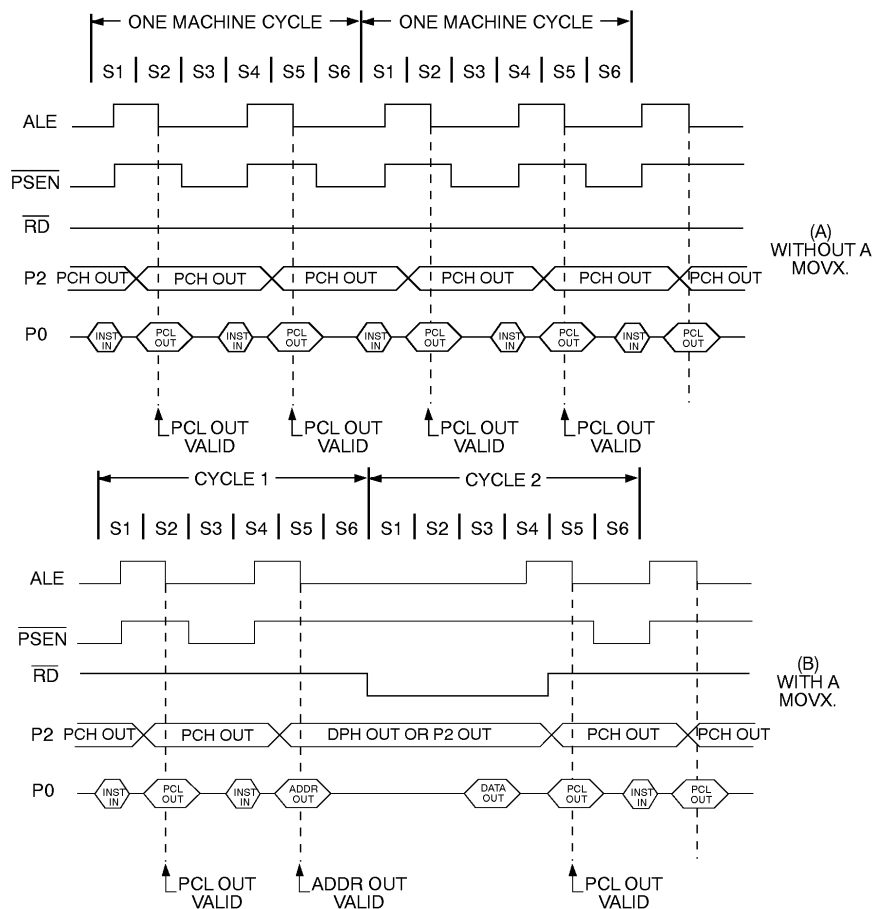 ONE MACHINE CYCLE ONE MACHINE CYCLE
S1 S2 S3 S4 S5 S6 S1 S2 S3 S4 S5 S6
ALE
PSEN
RD
(A)
WITHOUT A
MOVX.
P2 PCH OUT PCH OUT PCH OUT PCH OUT PCH OUT PCH OUT
P0 INST IN PCL OUT INST IN PCL OUT INST IN PCL OUT INST IN PCL OUT INST IN PCL OUT
PCL OUT VALID PCL OUT VALID PCL OUT VALID PCL OUT VALID
CYCLE 1 CYCLE 2
S1 S2 S3 S4 S5 S6 S1 S2 S3 S4 S5 S6
ALE
PSEN
RD
(B)
WITH A
MOVX.
P2 PCH OUT PCH OUT DPH OUT OR P2 OUT PCH OUT PCH OUT
P0 INST IN PCL OUT INST IN ADDR OUT DATA OUT PCL OUT INST IN PCL OUT
PCL OUT VALID ADDR OUT VALID PCL OUT VALID